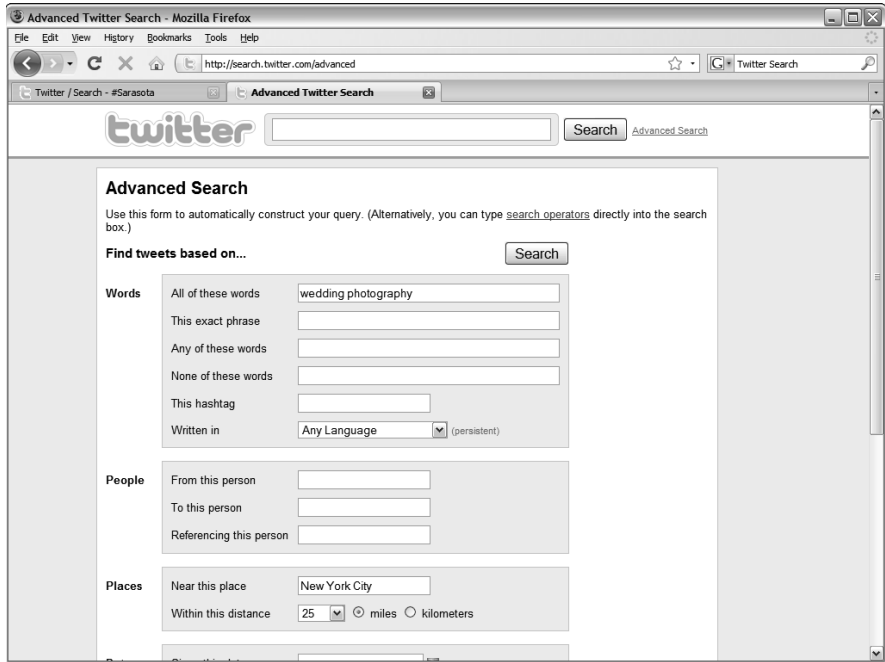 Advanced Twitter Search - Mozilla Firefox
File Edit View History Bookmarks Tools Help
http://search.twitter.com/advanced
G Twitter Search
Twitter / Search - #Sarasota
Advanced Twitter Search
twitter
Search
Advanced Search
Advanced Search
Use this form to automatically construct your query. (Alternatively, you can type search operators directly into the search
box.)
Find tweets based on...
Search
Words
All of these words wedding photography
This exact phrase
Any of these words
None of these words
This hashtag
Written in Any Language (persistent)
People
From this person
To this person
Referencing this person
Places
Near this place New York City
Within this distance 25 miles kilometers